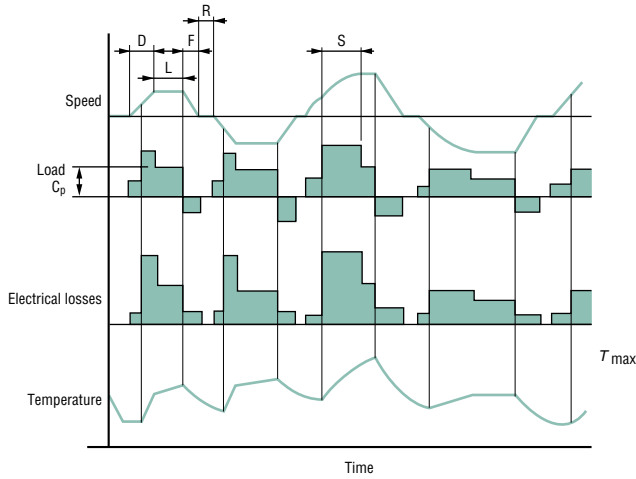 R
D
F
S
L
Speed
Load
Cp
Electrical losses
T max
Temperature
Time